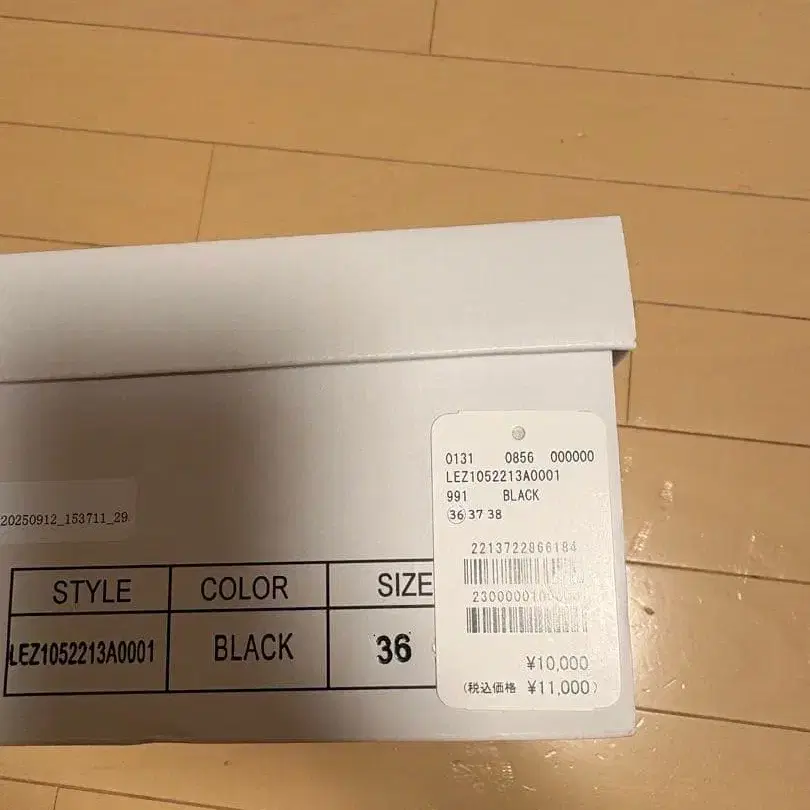 0131 0856 000000
LEZ1052213A0001
991 BLACK
36 37 38
2213722866184
¥10,000
(税込価格 ¥11,000)
20250912_153711_29
STYLE COLOR SIZE
LEZ1052213A0001 BLACK 36